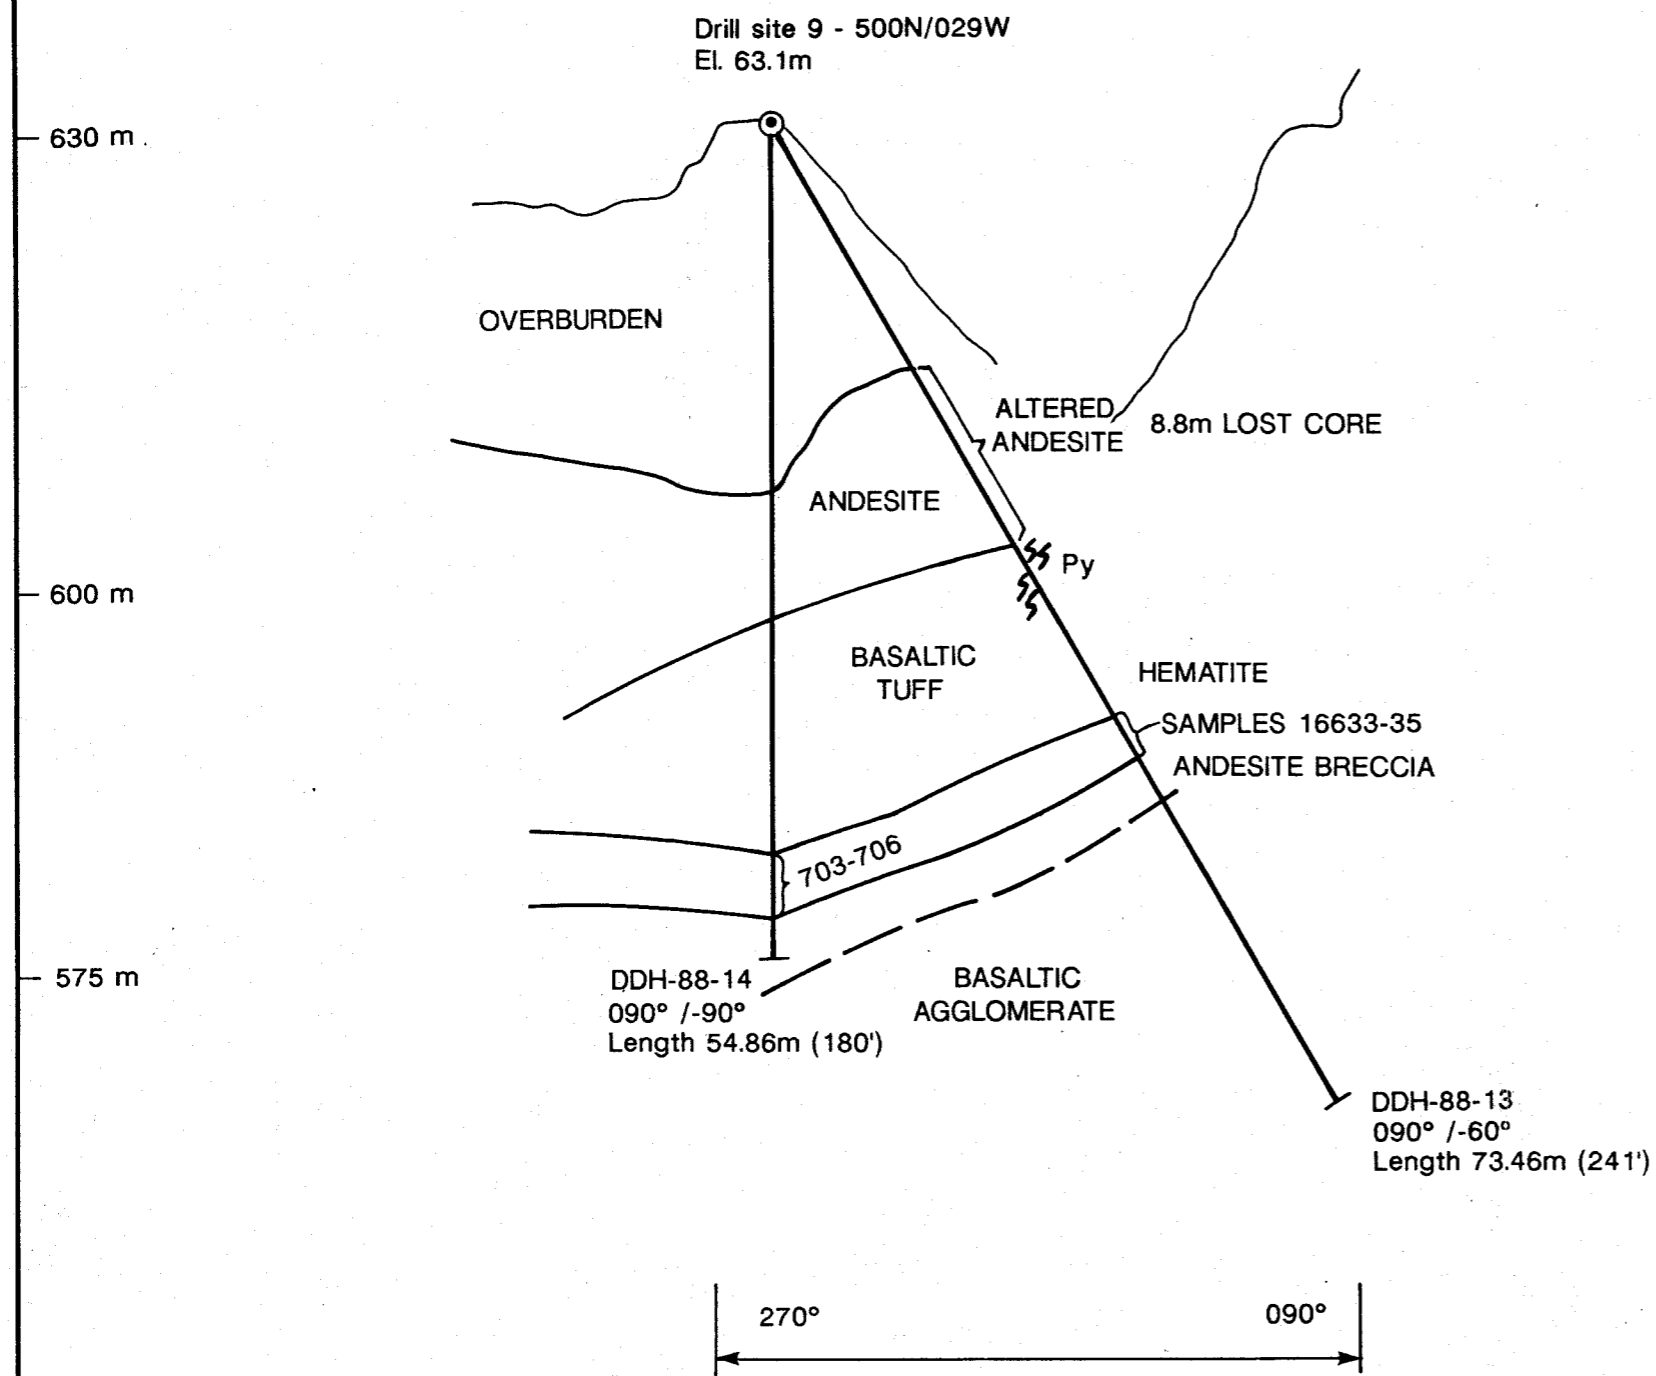 Drill site 9 - 500N/029W
El. 63.1m
630 m
OVERBURDEN
ALTERED
ANDESITE
8.8m LOST CORE
ANDESITE
Py
600 m
BASALTIC
TUFF
HEMATITE
SAMPLES 16633-35
ANDESITE BRECCIA
703-706
575 m
DDH-88-14
090° /-90°
Length 54.86m (180')
BASALTIC
AGGLOMERATE
DDH-88-13
090° /-60°
Length 73.46m (241')
270°
090°